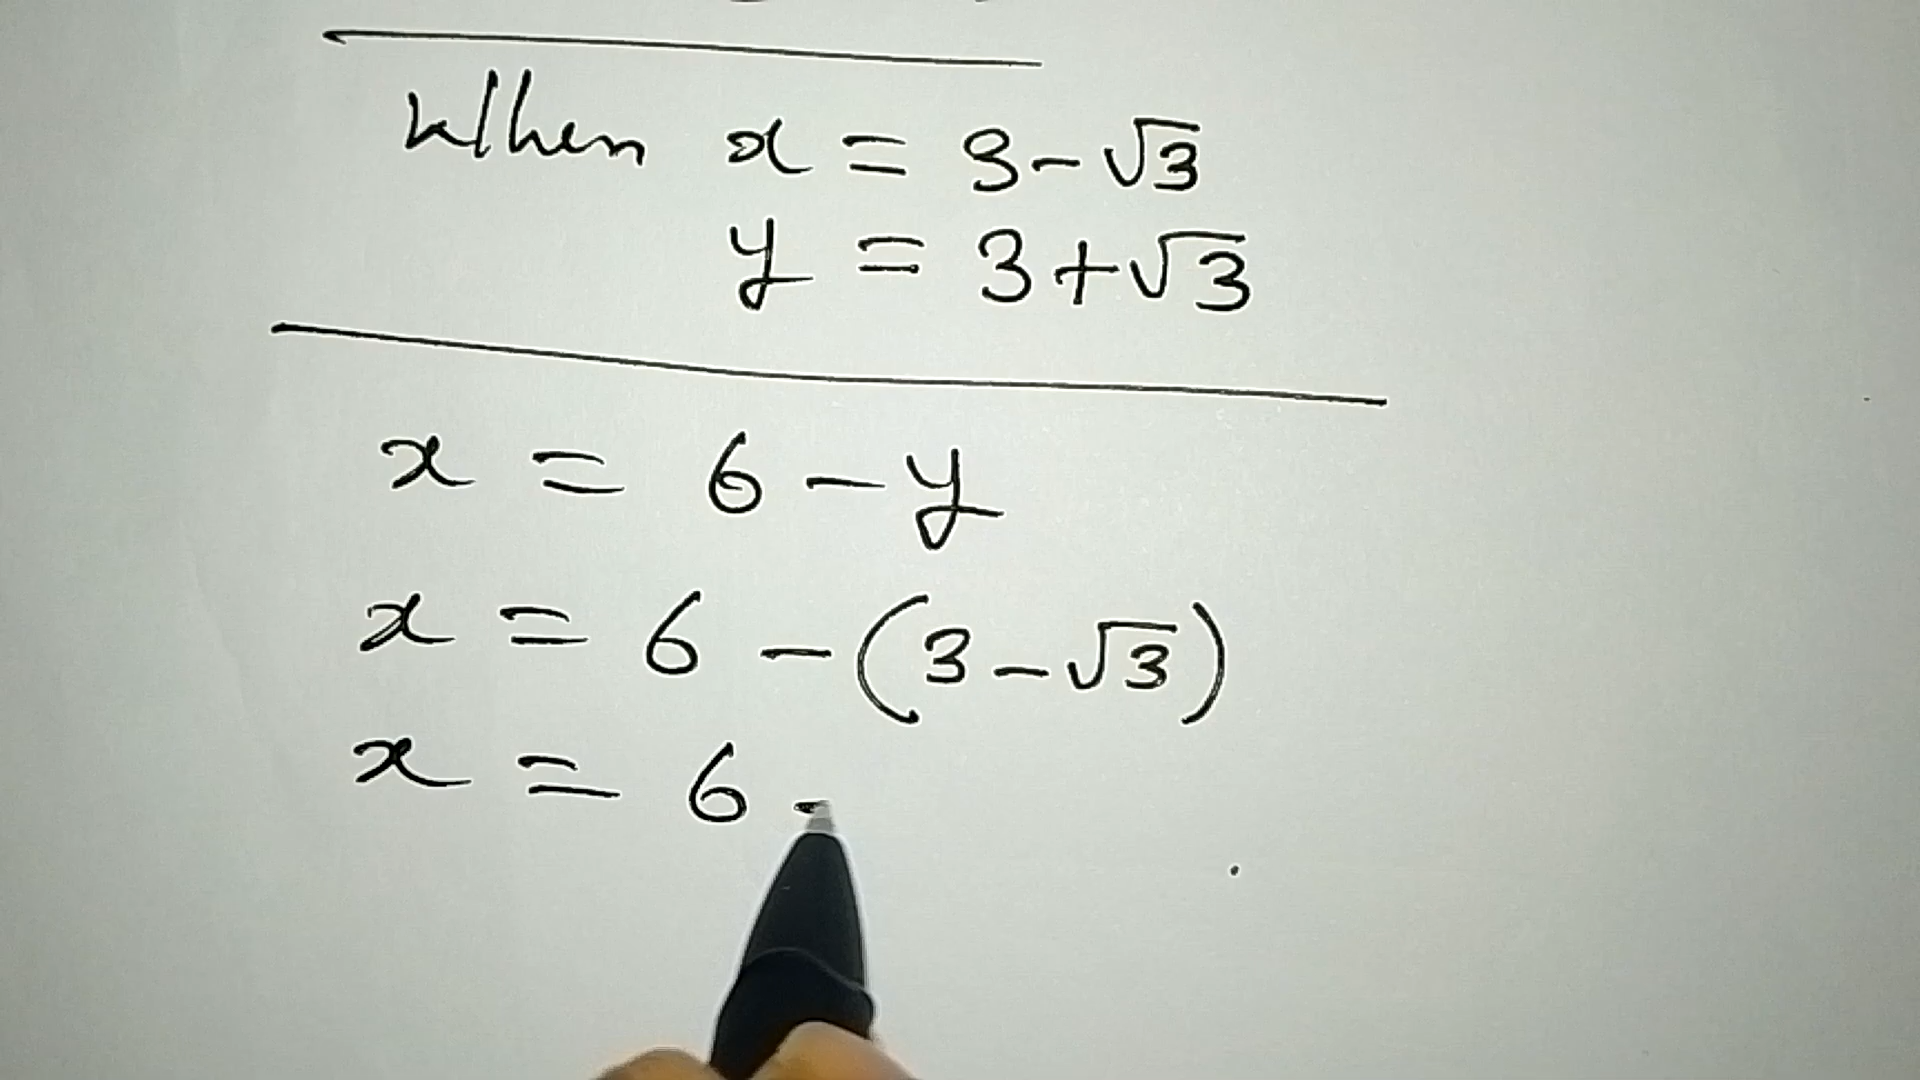 When x = 3 - √3
y = 3 + √3
x = 6 - y
x = 6 - (3 - √3)
x = 6 -